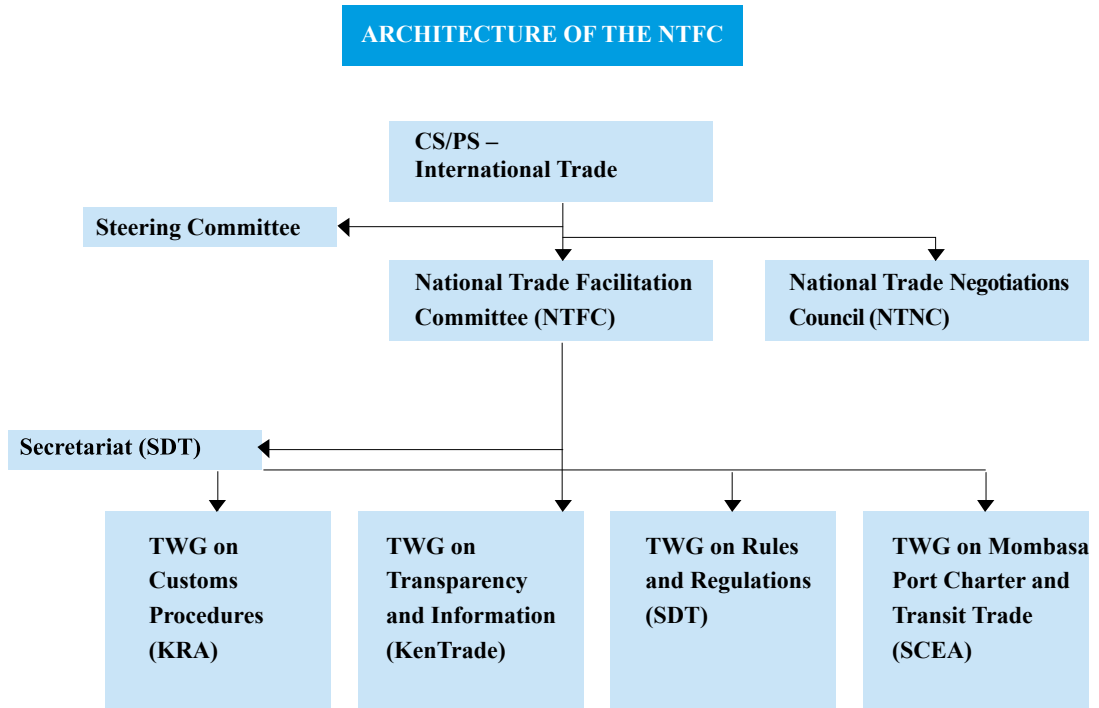 ARCHITECTURE OF THE NTFC
CS/PS –
International Trade
Steering Committee
National Trade Facilitation
Committee (NTFC)
National Trade Negotiations
Council (NTNC)
Secretariat (SDT)
TWG on
Customs
Procedures
(KRA)
TWG on
Transparency
and Information
(KenTrade)
TWG on Rules
and Regulations
(SDT)
TWG on Mombasa
Port Charter and
Transit Trade
(SCEA)